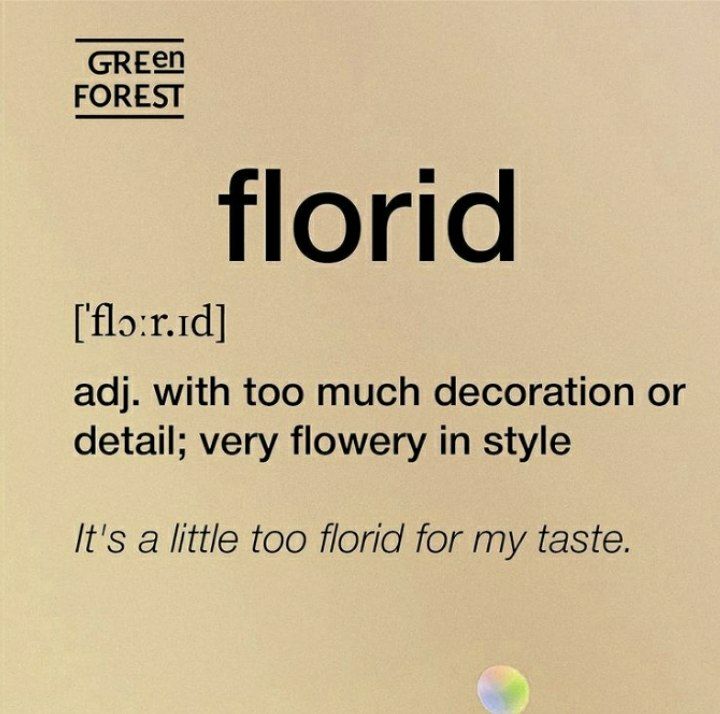 GREen
FOREST
florid
['flɔːr.ɪd]
adj. with too much decoration or
detail; very flowery in style
It's a little too florid for my taste.